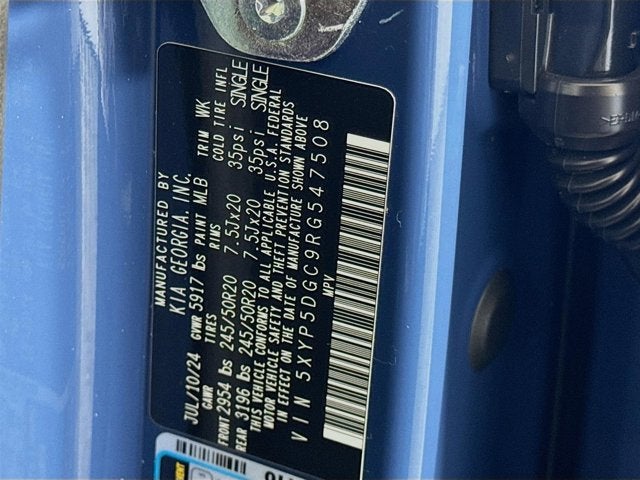 MANUFACTURED BY
KIA GEORGIA, INC.
JUL/10/24 GVWR 5917 lbs PAINT MLB TRIM WK
GAWR TIRES RIMS COLD TIRE INFL
FRONT 2954 lbs 245/50R20 7.5Jx20 35psi SINGLE
REAR 3196 lbs 245/50R20 7.5Jx20 35psi SINGLE
THIS VEHICLE CONFORMS TO ALL APPLICABLE U.S.A. FEDERAL
MOTOR VEHICLE SAFETY AND THEFT PREVENTION STANDARDS
IN EFFECT ON THE DATE OF MANUFACTURE SHOWN ABOVE
VIN 5XYP5DGC9RG547508
MPV